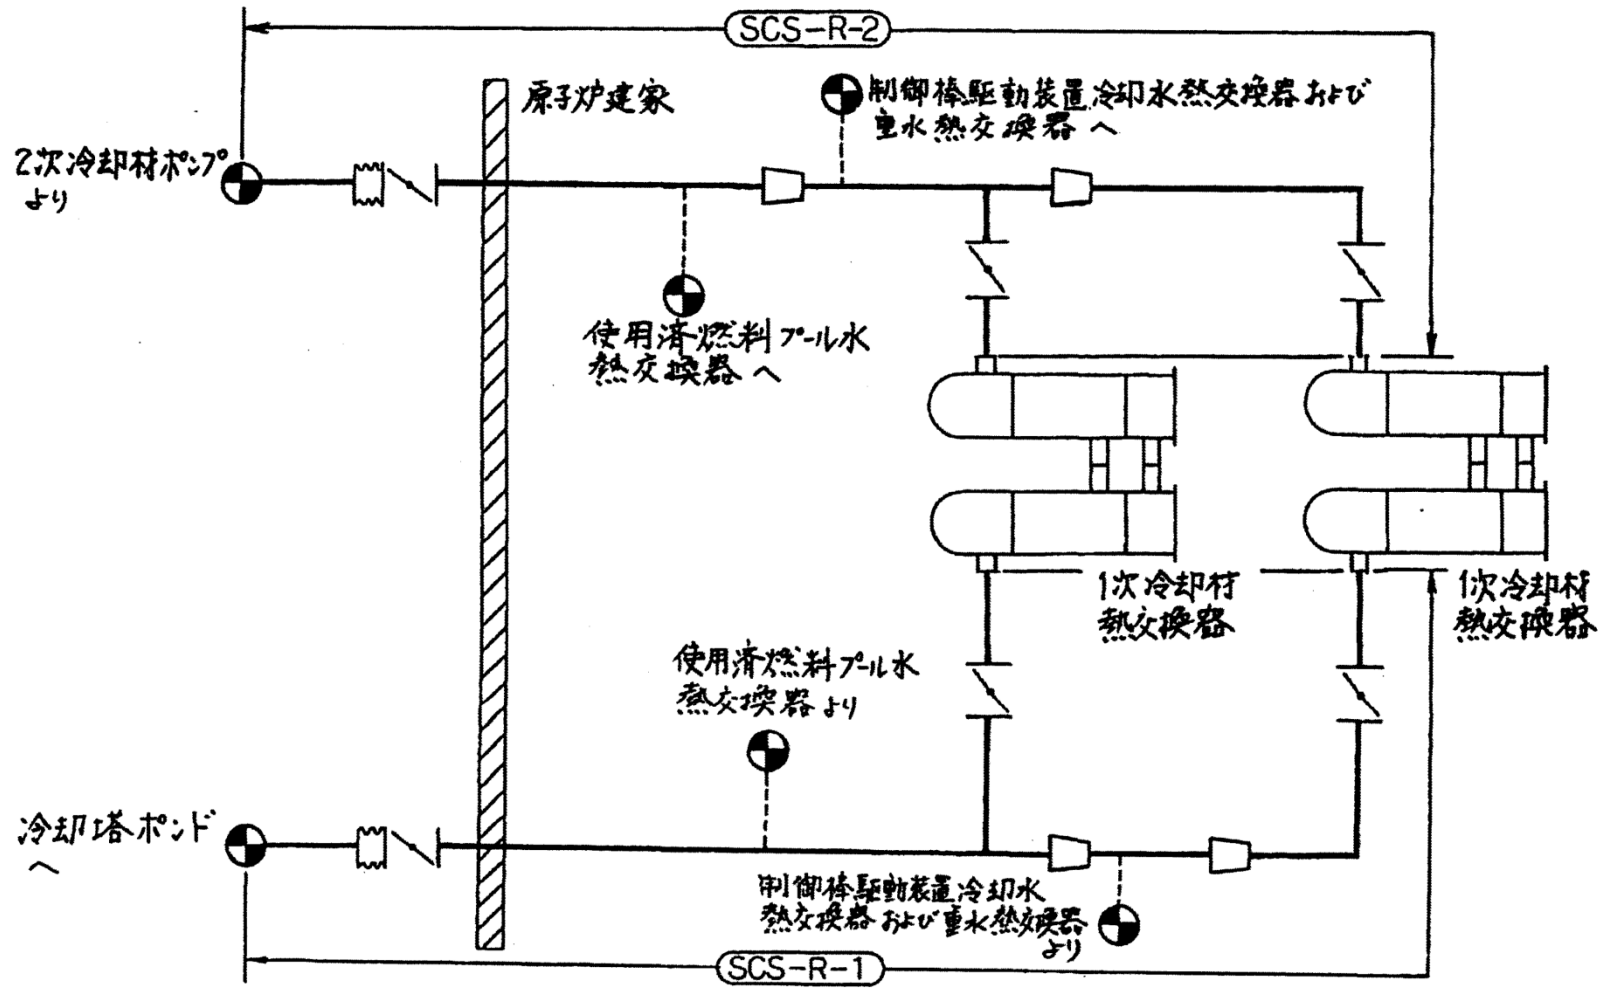 SCS-R-2
原子炉建家
制御棒駆動装置冷却水熱交換器および
重水熱交換器へ
2次冷却材ポンプ
より
使用済燃料プール水
熱交換器へ
1次冷却材
熱交換器
1次冷却材
熱交換器
使用済燃料プール水
熱交換器より
冷却塔ポンド
へ
制御棒駆動装置冷却水
熱交換器および重水熱交換器
より
SCS-R-1